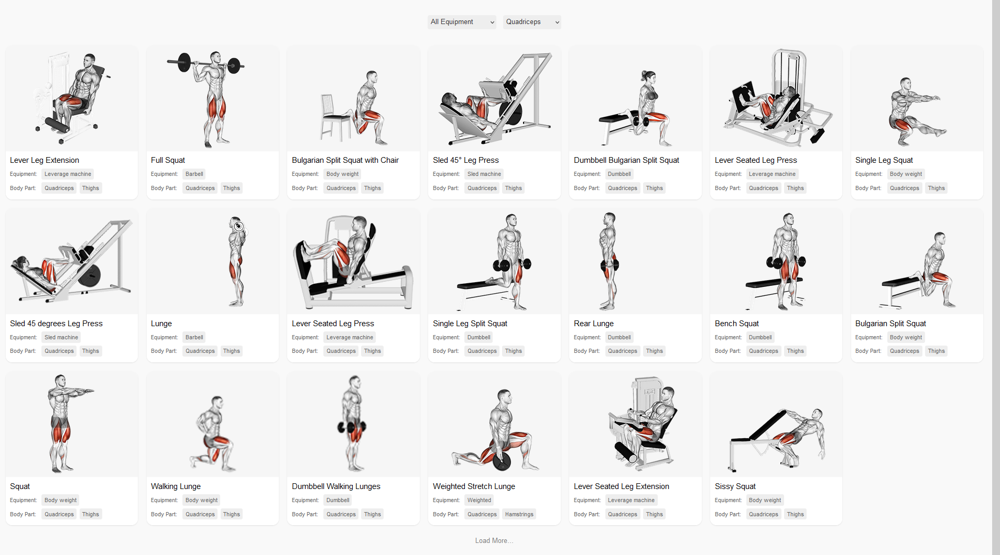 All Equipment
Quadriceps
Lever Leg Extension
Equipment: Leverage machine
Body Part: Quadriceps Thighs
Full Squat
Equipment: Barbell
Body Part: Quadriceps Thighs
Bulgarian Split Squat with Chair
Equipment: Body weight
Body Part: Quadriceps Thighs
Sled 45° Leg Press
Equipment: Sled machine
Body Part: Quadriceps Thighs
Dumbbell Bulgarian Split Squat
Equipment: Dumbbell
Body Part: Quadriceps Thighs
Lever Seated Leg Press
Equipment: Leverage machine
Body Part: Quadriceps Thighs
Single Leg Squat
Equipment: Body weight
Body Part: Quadriceps Thighs
Sled 45 degrees Leg Press
Equipment: Sled machine
Body Part: Quadriceps Thighs
Lunge
Equipment: Barbell
Body Part: Quadriceps Thighs
Lever Seated Leg Press
Equipment: Leverage machine
Body Part: Quadriceps Thighs
Single Leg Split Squat
Equipment: Dumbbell
Body Part: Quadriceps Thighs
Rear Lunge
Equipment: Dumbbell
Body Part: Quadriceps Thighs
Bench Squat
Equipment: Dumbbell
Body Part: Quadriceps Thighs
Bulgarian Split Squat
Equipment: Body weight
Body Part: Quadriceps Thighs
Squat
Equipment: Body weight
Body Part: Quadriceps Thighs
Walking Lunge
Equipment: Body weight
Body Part: Quadriceps Thighs
Dumbbell Walking Lunges
Equipment: Dumbbell
Body Part: Quadriceps Thighs
Weighted Stretch Lunge
Equipment: Weighted
Body Part: Quadriceps Hamstrings
Lever Seated Leg Extension
Equipment: Leverage machine
Body Part: Quadriceps Thighs
Sissy Squat
Equipment: Body weight
Body Part: Quadriceps Thighs
Load More...